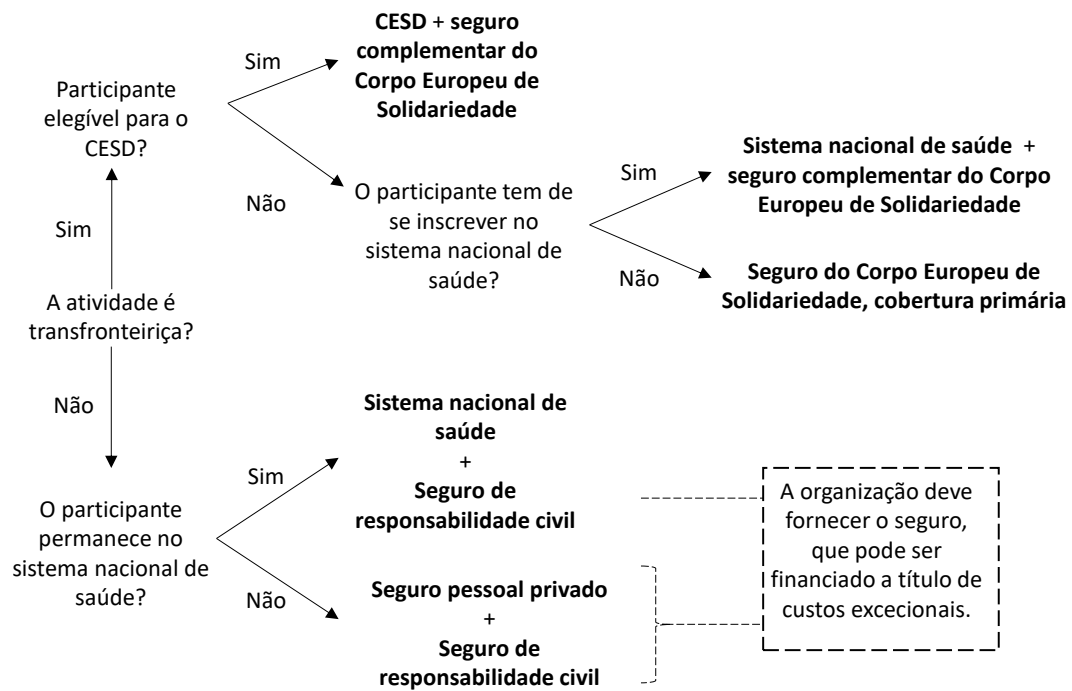 CESD + seguro
complementar do
Corpo Europeu de
Solidariedade
Sim
Participante
elegível para o
CESD?
Não
O participante tem de
se inscrever no
sistema nacional de
saúde?
Sim
Sistema nacional de saúde +
seguro complementar do Corpo
Europeu de Solidariedade
Não
Seguro do Corpo Europeu de
Solidariedade, cobertura primária
Sim
A atividade é
transfronteiriça?
Não
O participante
permanece no
sistema nacional de
saúde?
Sim
Sistema nacional de
saúde
+
Seguro de
responsabilidade civil
Não
Seguro pessoal privado
+
Seguro de
responsabilidade civil
A organização deve
fornecer o seguro,
que pode ser
financiado a título de
custos excecionais.